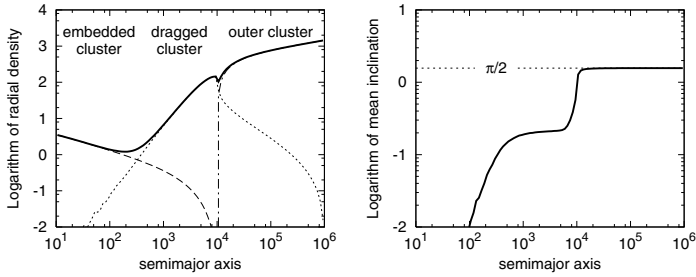 embedded cluster
dragged cluster
outer cluster
Logarithm of radial density
4
3
2
1
0
-1
-2
10^1 10^2 10^3 10^4 10^5 10^6
semimajor axis
Logarithm of mean inclination
1
0
-1
-2
π/2
10^1 10^2 10^3 10^4 10^5 10^6
semimajor axis